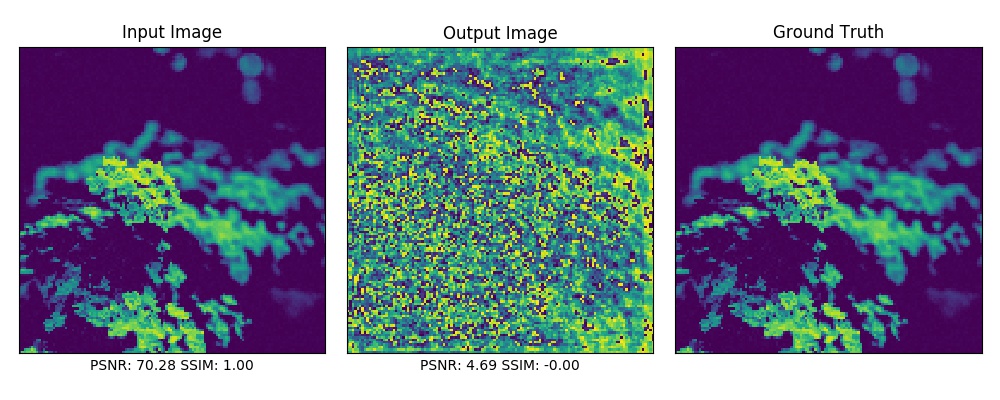 Input Image
Output Image
Ground Truth
PSNR: 70.28 SSIM: 1.00
PSNR: 4.69 SSIM: -0.00